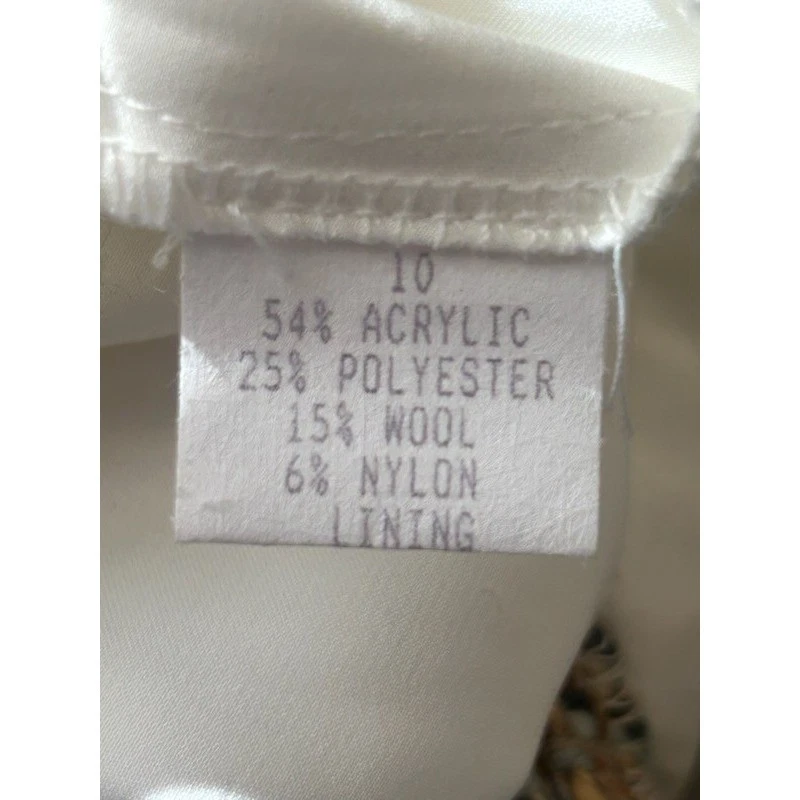 10
54% ACRYLIC
25% POLYESTER
15% WOOL
6% NYLON
LINING